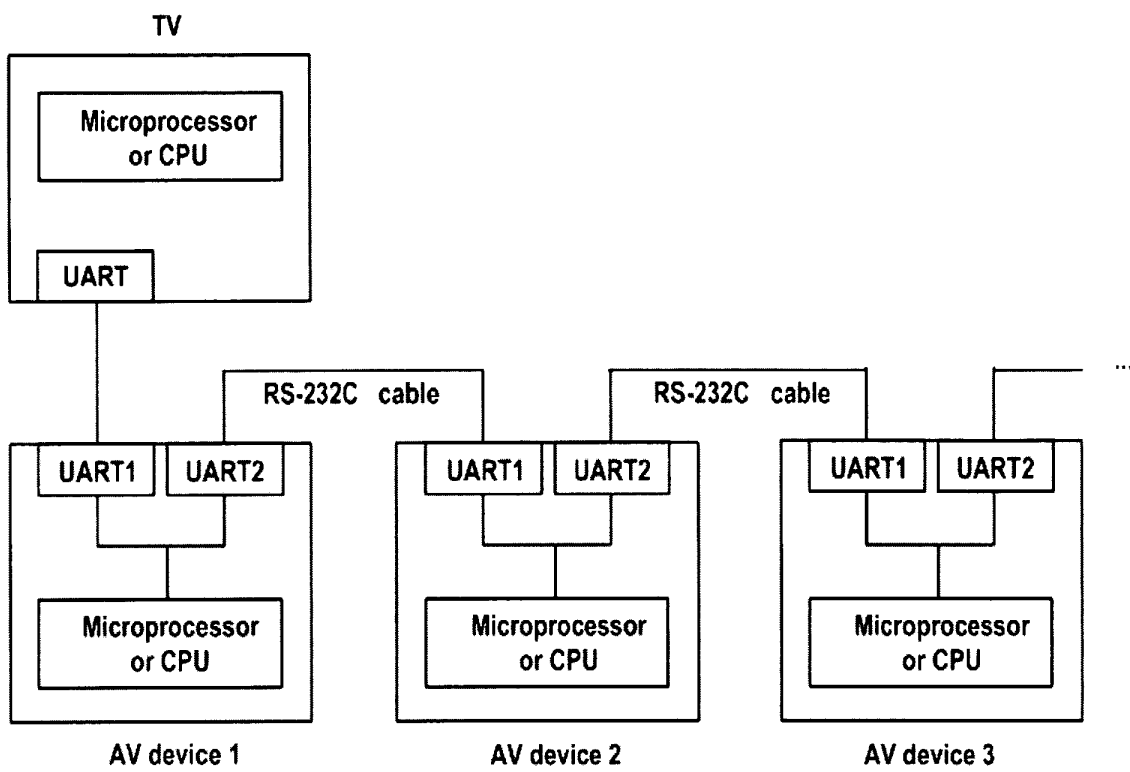 TV
Microprocessor
or CPU
UART
RS-232C cable
RS-232C cable
...
UART1
UART2
UART1
UART2
UART1
UART2
Microprocessor
or CPU
Microprocessor
or CPU
Microprocessor
or CPU
AV device 1
AV device 2
AV device 3